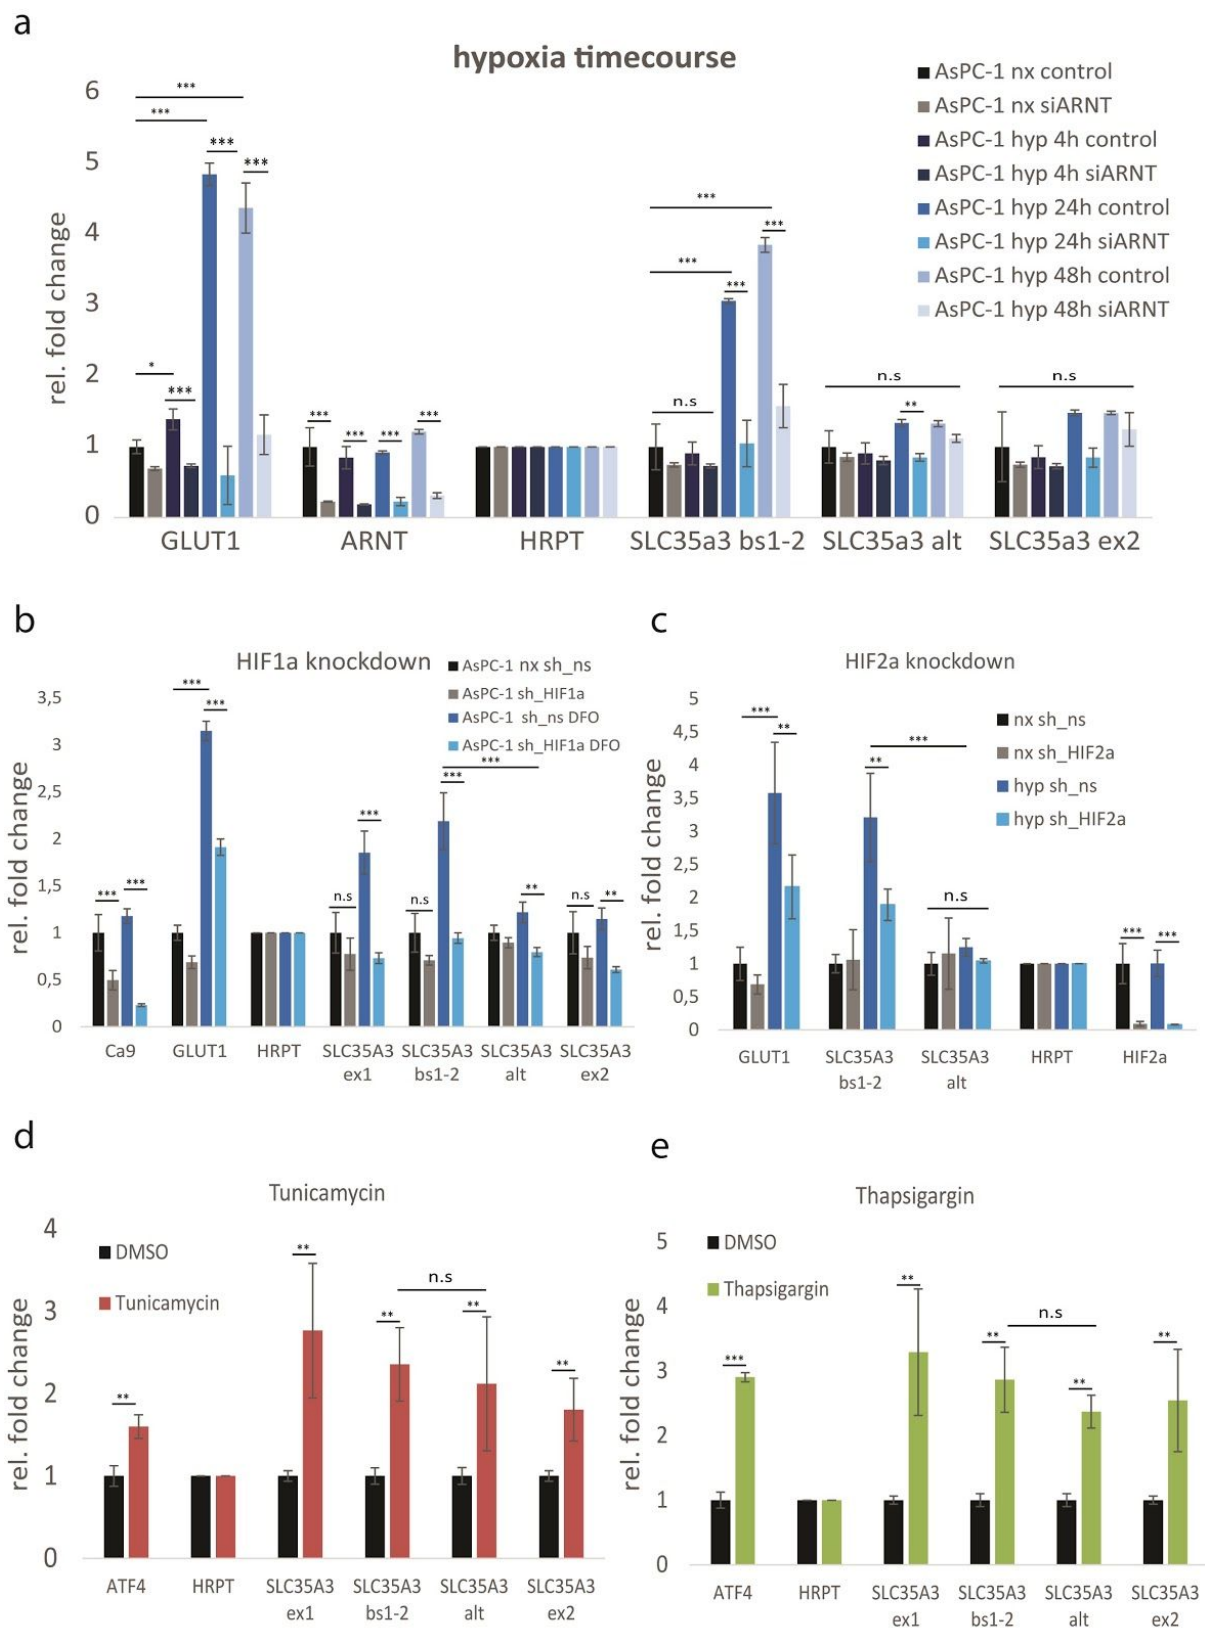 a
hypoxia timecourse
AsPC-1 nx control
AsPC-1 nx siARNT
AsPC-1 hyp 4h control
AsPC-1 hyp 4h siARNT
AsPC-1 hyp 24h control
AsPC-1 hyp 24h siARNT
AsPC-1 hyp 48h control
AsPC-1 hyp 48h siARNT
rel. fold change
6
5
4
3
2
1
0
***
***
***
***
*
***
***
***
***
***
***
***
***
***
n.s
n.s
**
n.s
GLUT1 ARNT HRPT SLC35a3 bs1-2 SLC35a3 alt SLC35a3 ex2
b
HIF1a knockdown
AsPC-1 nx sh_ns
AsPC-1 sh_HIF1a
AsPC-1 sh_ns DFO
AsPC-1 sh_HIF1a DFO
rel. fold change
3,5
3
2,5
2
1,5
1
0,5
0
*** ***
***
***
n.s
***
n.s
***
***
**
n.s **
Ca9 GLUT1 HRPT SLC35A3 SLC35A3 SLC35A3 SLC35A3
ex1 bs1-2 alt ex2
c
HIF2a knockdown
nx sh_ns
nx sh_HIF2a
hyp sh_ns
hyp sh_HIF2a
rel. fold change
5
4,5
4
3,5
3
2,5
2
1,5
1
0,5
0
***
**
***
**
n.s
*** ***
GLUT1 SLC35A3 SLC35A3 HRPT HIF2a
bs1-2 alt
d
Tunicamycin
DMSO
Tunicamycin
rel. fold change
4
3
2
1
0
**
**
**
n.s
**
**
ATF4 HRPT SLC35A3 SLC35A3 SLC35A3 SLC35A3
ex1 bs1-2 alt ex2
e
Thapsigargin
DMSO
Thapsigargin
rel. fold change
5
4
3
2
1
0
***
**
**
n.s
**
**
ATF4 HRPT SLC35A3 SLC35A3 SLC35A3 SLC35A3
ex1 bs1-2 alt ex2